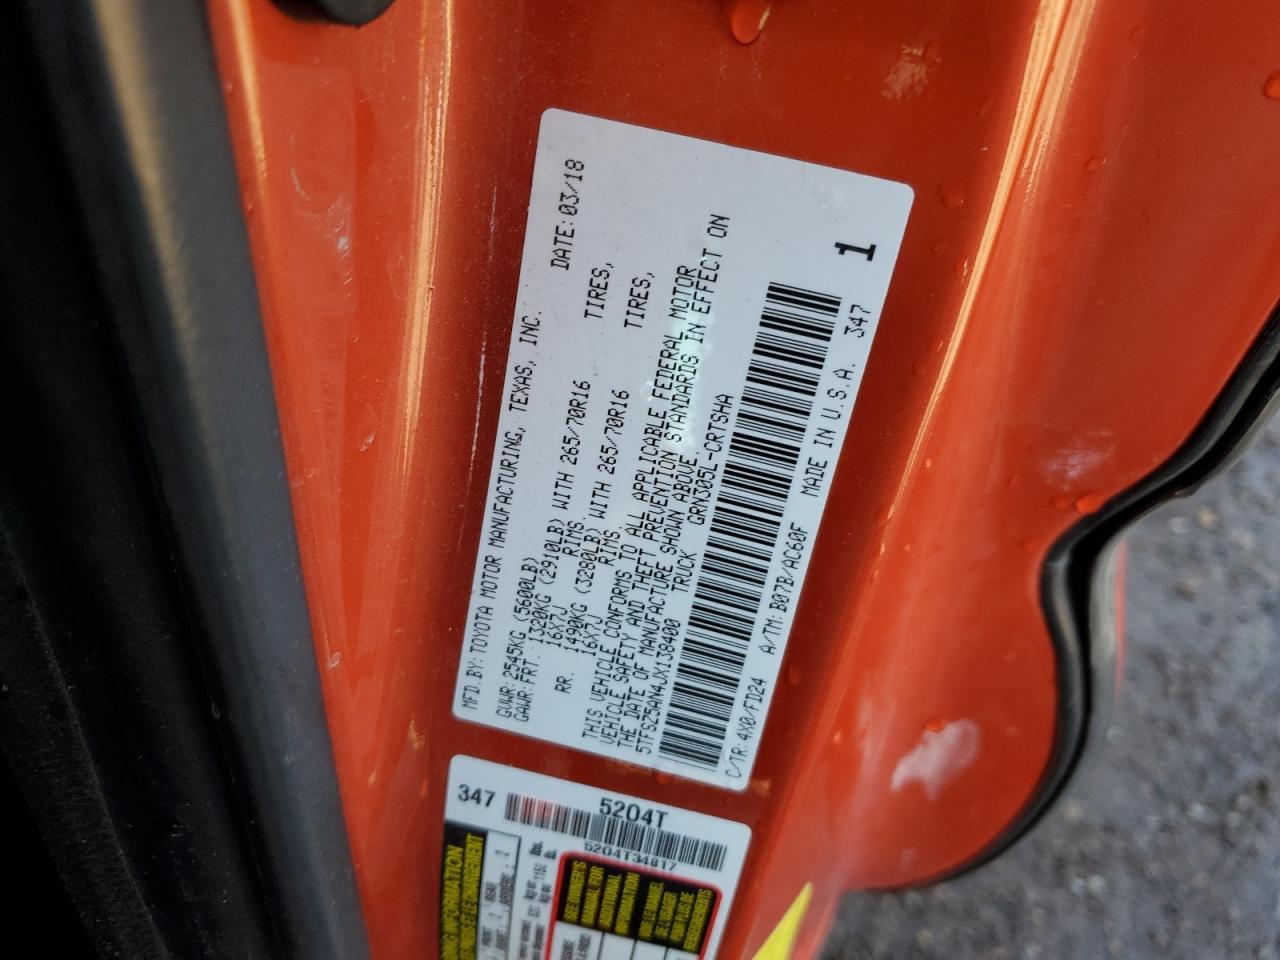 MFD.BY: TOYOTA MOTOR MANUFACTURING, TEXAS, INC. DATE: 03/18
GVWR: 2545KG (5600LB)
GAWR: FRT. 1320KG (2910LB) WITH 265/70R16 TIRES,
16X7J RIMS,
RR. 1490KG (3280LB) WITH 265/70R16 TIRES,
16X7J RIMS,
THIS VEHICLE CONFORMS TO ALL APPLICABLE FEDERAL MOTOR
VEHICLE SAFETY AND THEFT PREVENTION STANDARDS IN EFFECT ON
THE DATE OF MANUFACTURE SHOWN ABOVE.
5TFSZ5AN4JX138400 TRUCK GRN305L-CRTSHA
C/TR: 4X0/FD24 A/TM: B07B/AC60F MADE IN U.S.A. 347 1
347 5204T
5204T34817